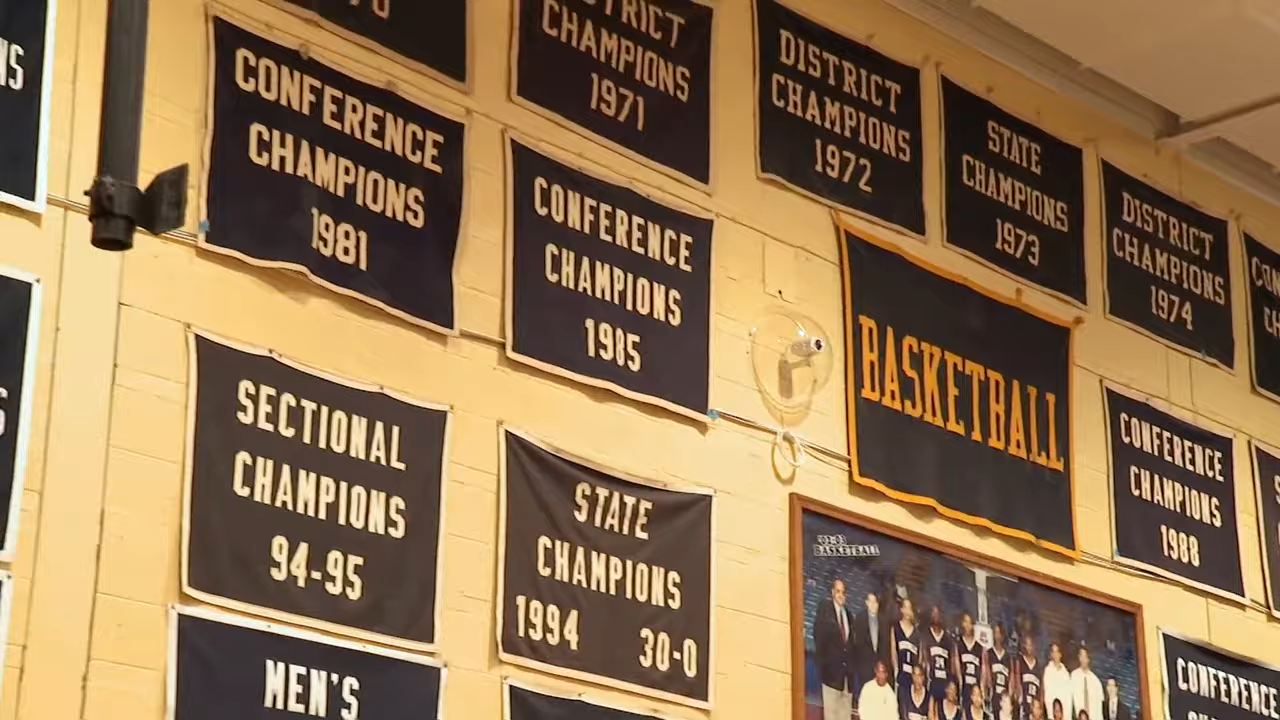 CONFERENCE
CHAMPIONS
1981
DISTRICT
CHAMPIONS
1971
DISTRICT
CHAMPIONS
1972
STATE
CHAMPIONS
1973
DISTRICT
CHAMPIONS
1974
CONFERENCE
CHAMPIONS
1985
BASKETBALL
CONFERENCE
CHAMPIONS
1988
SECTIONAL
CHAMPIONS
94-95
STATE
CHAMPIONS
1994 30-0
BASKETBALL
MEN'S
CONFERENCE